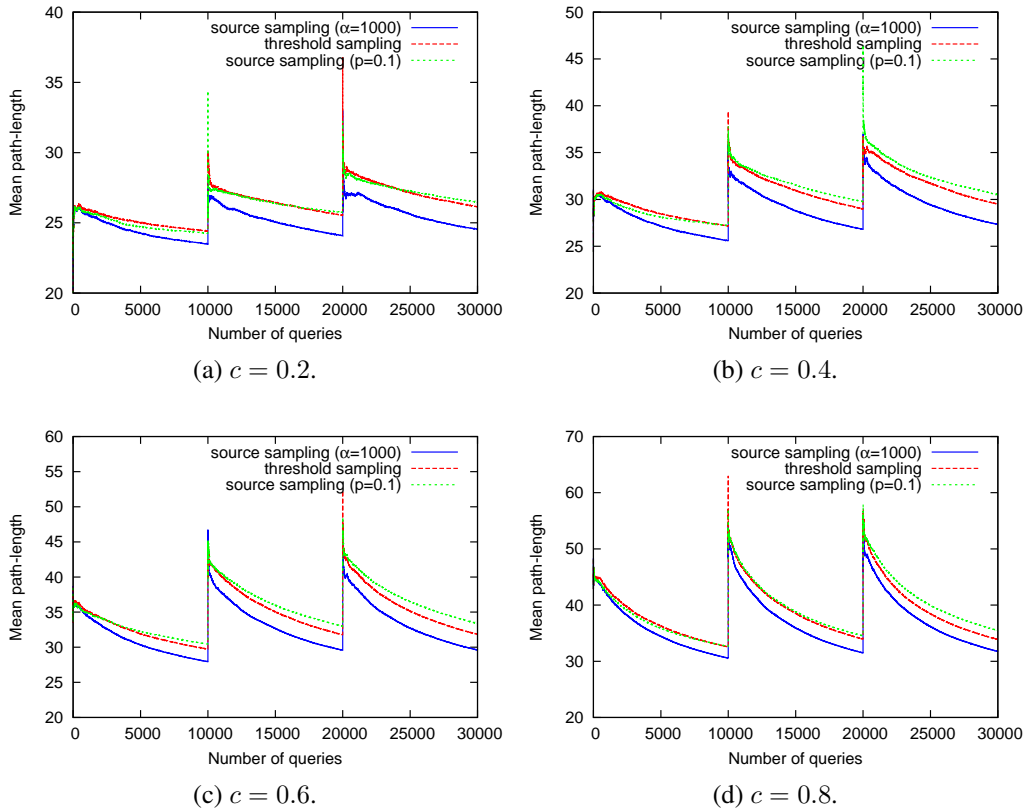 40
35
30
25
20
0 5000 10000 15000 20000 25000 30000
Mean path-length
Number of queries
source sampling (α=1000)
threshold sampling
source sampling (p=0.1)
(a) c = 0.2.
50
45
40
35
30
25
20
0 5000 10000 15000 20000 25000 30000
Mean path-length
Number of queries
source sampling (α=1000)
threshold sampling
source sampling (p=0.1)
(b) c = 0.4.
60
55
50
45
40
35
30
25
20
0 5000 10000 15000 20000 25000 30000
Mean path-length
Number of queries
source sampling (α=1000)
threshold sampling
source sampling (p=0.1)
(c) c = 0.6.
70
60
50
40
30
20
0 5000 10000 15000 20000 25000 30000
Mean path-length
Number of queries
source sampling (α=1000)
threshold sampling
source sampling (p=0.1)
(d) c = 0.8.